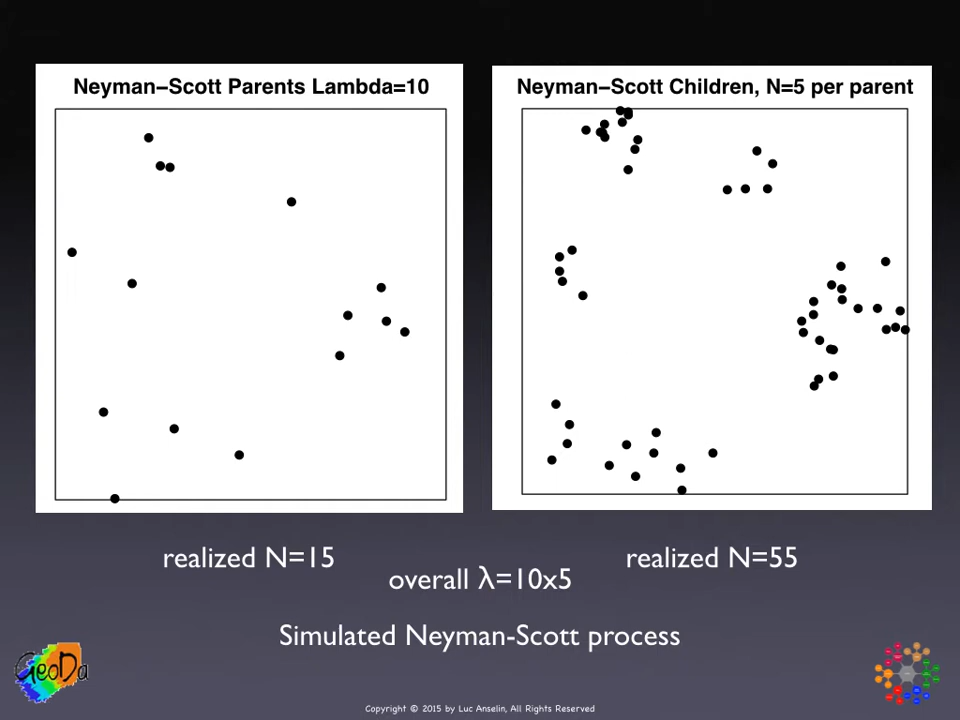 Neyman–Scott Parents Lambda=10
Neyman–Scott Children, N=5 per parent
realized N=15
realized N=55
overall λ=10x5
Simulated Neyman-Scott process
GeoDa
Copyright © 2015 by Luc Anselin, All Rights Reserved